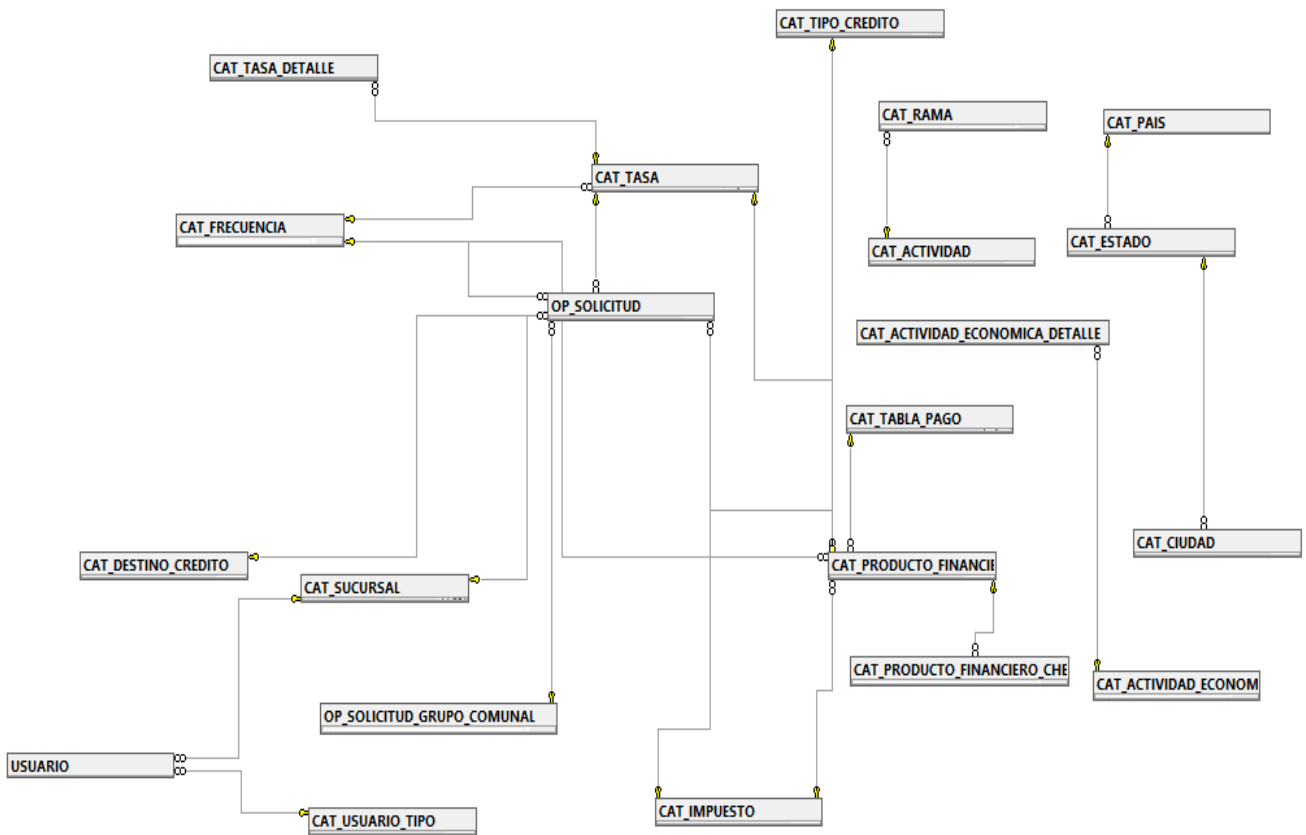 CAT_TIPO_CREDITO
CAT_TASA_DETALLE
CAT_RAMA
CAT_PAIS
CAT_TASA
CAT_FRECUENCIA
CAT_ACTIVIDAD
CAT_ESTADO
OP_SOLICITUD
CAT_ACTIVIDAD_ECONOMICA_DETALLE
CAT_TABLA_PAGO
CAT_CIUDAD
CAT_DESTINO_CREDITO
CAT_PRODUCTO_FINANCIE
CAT_SUCURSAL
CAT_PRODUCTO_FINANCIERO_CHE
CAT_ACTIVIDAD_ECONOM
OP_SOLICITUD_GRUPO_COMUNAL
USUARIO
CAT_IMPUESTO
CAT_USUARIO_TIPO